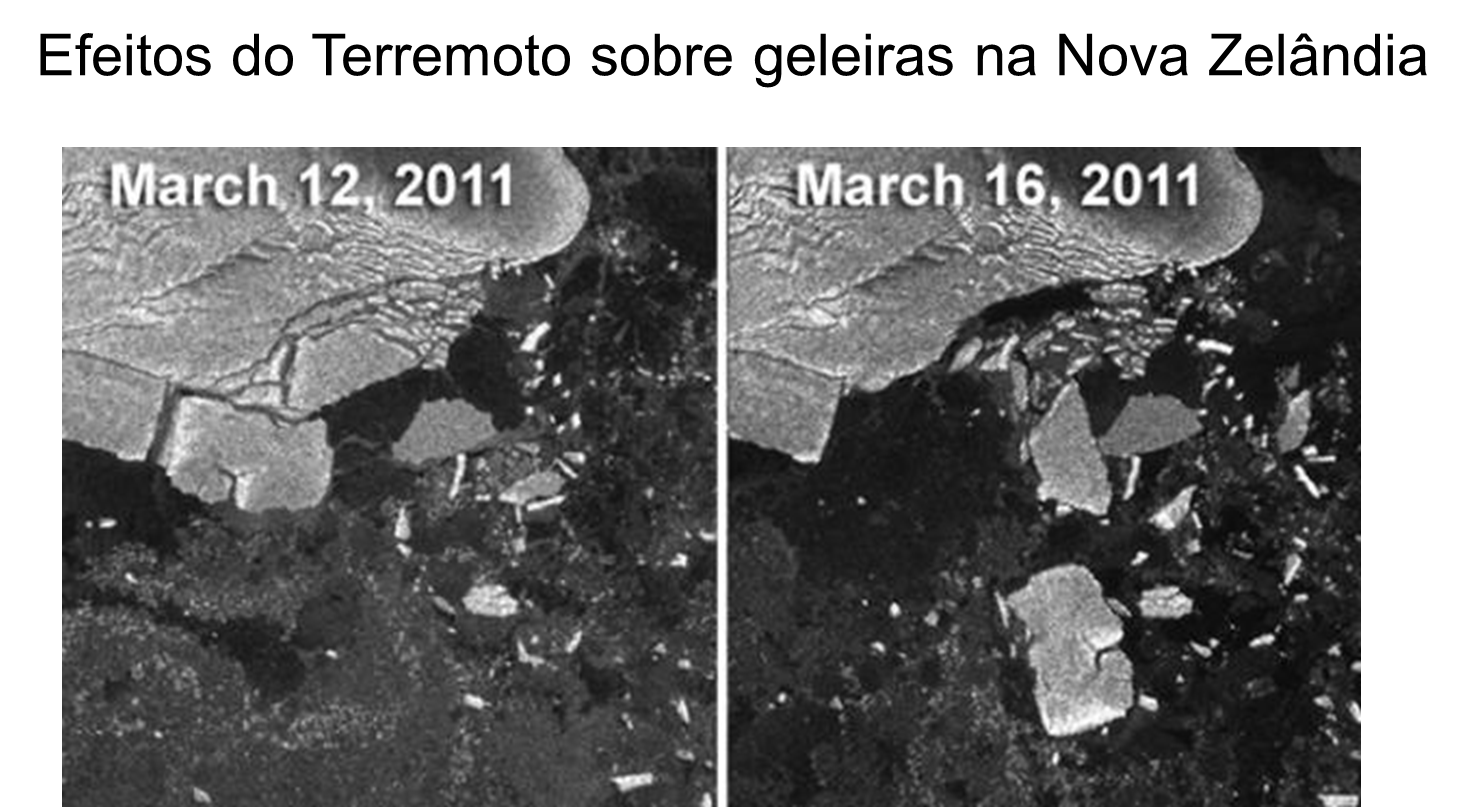 Efeitos do Terremoto sobre geleiras na Nova Zelândia
March 12, 2011
March 16, 2011